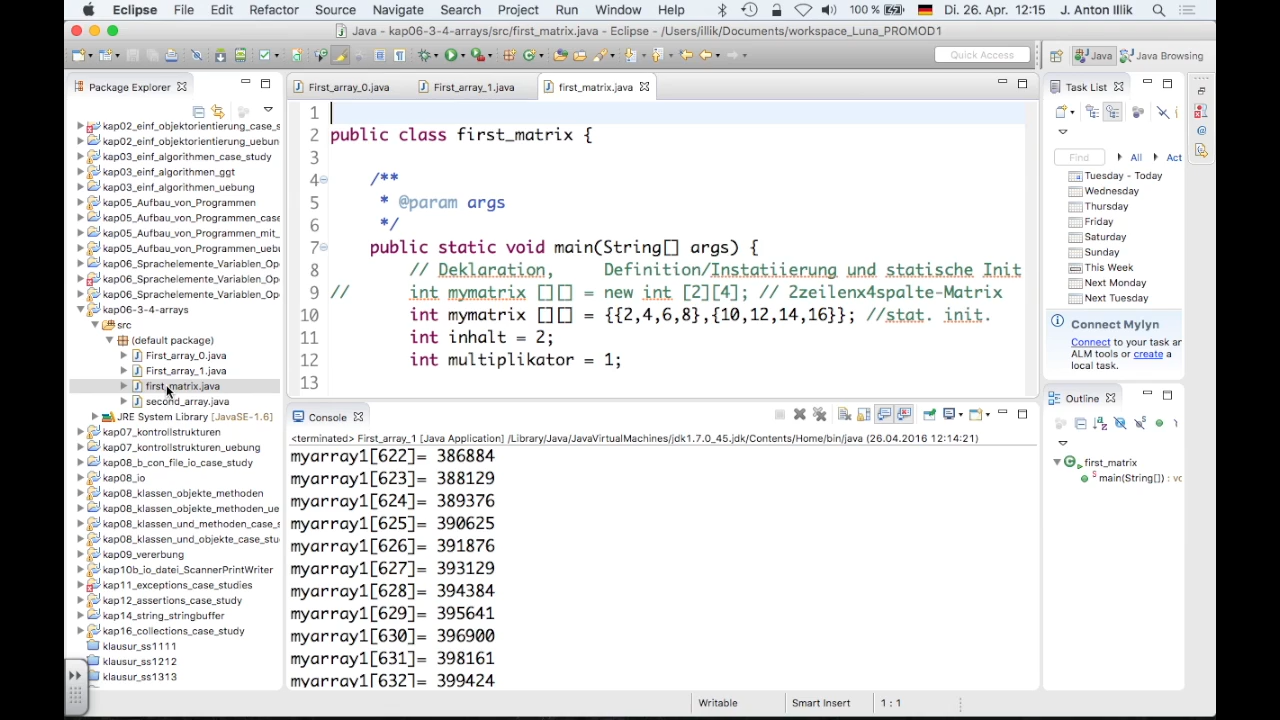 Eclipse File Edit Refactor Source Navigate Search Project Run Window Help 100 % Di. 26. Apr. 12:15 J. Anton Illik
Java - kap06-3-4-arrays/src/first_matrix.java - Eclipse - /Users/illik/Documents/workspace_Luna_PROMOD1
Quick Access Java Java Browsing
Package Explorer
kap02_einf_objektorientierung_case_s
kap02_einf_objektorientierung_uebun
kap03_einf_algorithmen_case_study
kap03_einf_algorithmen_ggt
kap03_einf_algorithmen_uebung
kap05_Aufbau_von_Programmen
kap05_Aufbau_von_Programmen_case
kap05_Aufbau_von_Programmen_mit_
kap05_Aufbau_von_Programmen_uebu
kap06_Sprachelemente_Variablen_Ope
kap06_Sprachelemente_Variablen_Ope
kap06_Sprachelemente_Variablen_Ope
kap06-3-4-arrays
src
(default package)
First_array_0.java
First_array_1.java
first_matrix.java
second_array.java
JRE System Library [JavaSE-1.6]
kap07_kontrollstrukturen
kap07_kontrollstrukturen_uebung
kap08_b_con_file_io_case_study
kap08_io
kap08_klassen_objekte_methoden
kap08_klassen_objekte_methoden_ue
kap08_klassen_und_methoden_case_s
kap08_klassen_und_objekte_case_stu
kap09_vererbung
kap10b_io_datei_ScannerPrintWriter
kap11_exceptions_case_studies
kap12_assertions_case_study
kap14_string_stringbuffer
kap16_collections_case_study
klausur_ss1111
klausur_ss1212
klausur_ss1313
First_array_0.java First_array_1.java first_matrix.java
1
2 public class first_matrix {
3
4 /**
5 * @param args
6 */
7 public static void main(String[] args) {
8 // Deklaration, Definition/Instatiierung und statische Init
9 // int mymatrix [][] = new int [2][4]; // 2zeilenx4spalte-Matrix
10 int mymatrix [][] = {{2,4,6,8},{10,12,14,16}}; //stat. init.
11 int inhalt = 2;
12 int multiplikator = 1;
13
Console
<terminated> First_array_1 [Java Application] /Library/Java/JavaVirtualMachines/jdk1.7.0_45.jdk/Contents/Home/bin/java (26.04.2016 12:14:21)
myarray1[622]= 386884
myarray1[623]= 388129
myarray1[624]= 389376
myarray1[625]= 390625
myarray1[626]= 391876
myarray1[627]= 393129
myarray1[628]= 394384
myarray1[629]= 395641
myarray1[630]= 396900
myarray1[631]= 398161
myarray1[632]= 399424
Task List
Find All Act
Tuesday - Today
Wednesday
Thursday
Friday
Saturday
Sunday
This Week
Next Monday
Next Tuesday
Connect Mylyn
Connect to your task ar
ALM tools or create a
local task.
Outline
first_matrix
main(String[]) : vo
Writable Smart Insert 1 : 1